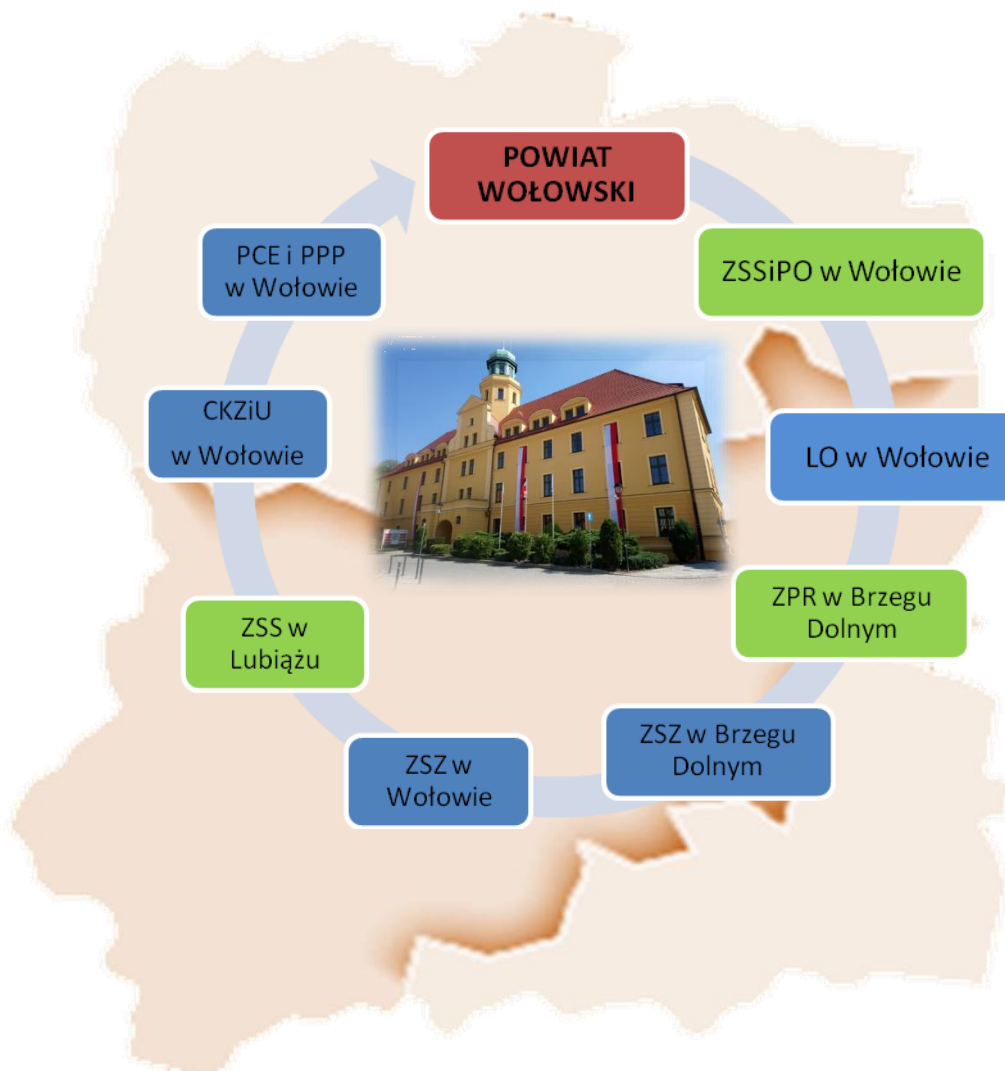 POWIAT
WOŁOWSKI
ZSSiPO w Wołowie
LO w Wołowie
ZPR w Brzegu
Dolnym
ZSZ w Brzegu
Dolnym
ZSZ w
Wołowie
ZSS w
Lubiążu
CKZiU
w Wołowie
PCE i PPP
w Wołowie